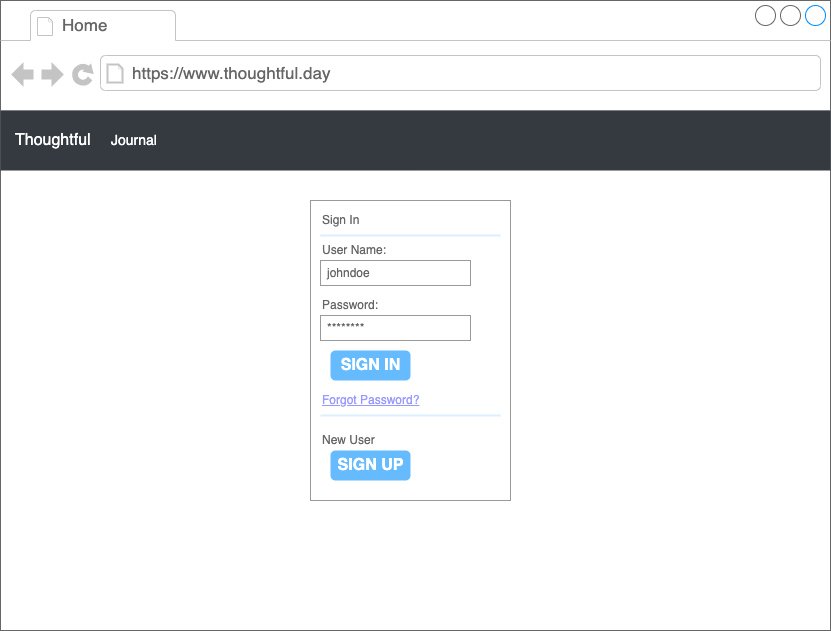 Home
https://www.thoughtful.day
Thoughtful Journal
Sign In
User Name:
johndoe
Password:
********
SIGN IN
Forgot Password?
New User
SIGN UP